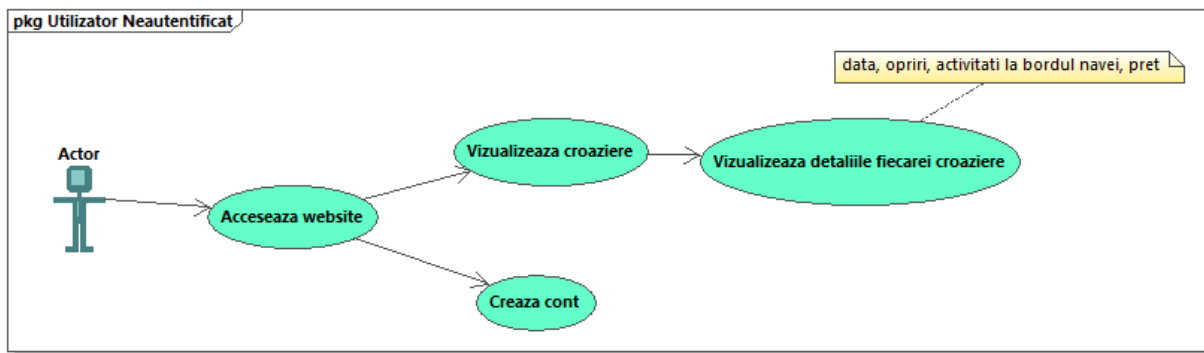 pkg Utilizator Neautentificat
data, opriri, activitati la bordul navei, pret
Actor
Vizualizeaza croaziere
Vizualizeaza detaliile fiecarei croaziere
Acceseaza website
Creaza cont